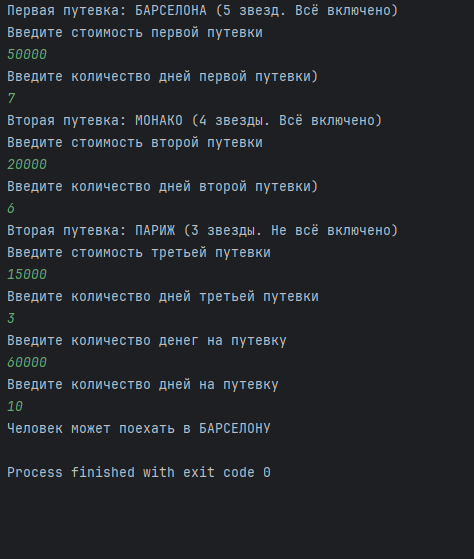 Первая путевка: БАРСЕЛОНА (5 звезд. Всё включено)
Введите стоимость первой путевки
50000
Введите количество дней первой путевки)
7
Вторая путевка: МОНАКО (4 звезды. Всё включено)
Введите стоимость второй путевки
20000
Введите количество дней второй путевки)
6
Вторая путевка: ПАРИЖ (3 звезды. Не всё включено)
Введите стоимость третьей путевки
15000
Введите количество дней третьей путевки
3
Введите количество денег на путевку
60000
Введите количество дней на путевку
10
Человек может поехать в БАРСЕЛОНУ
Process finished with exit code 0